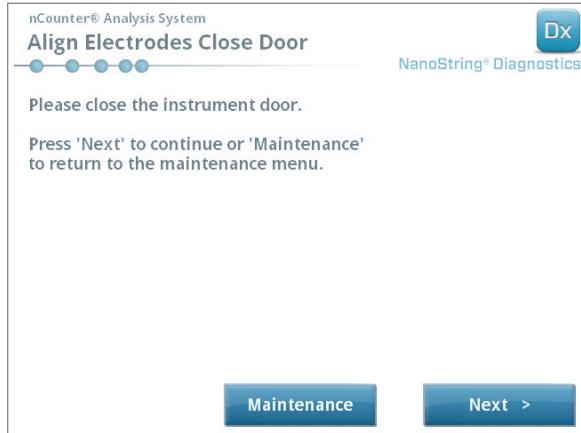 nCounter® Analysis System
Align Electrodes Close Door
Dx
NanoString® Diagnostics
Please close the instrument door.
Press 'Next' to continue or 'Maintenance'
to return to the maintenance menu.
Maintenance
Next >